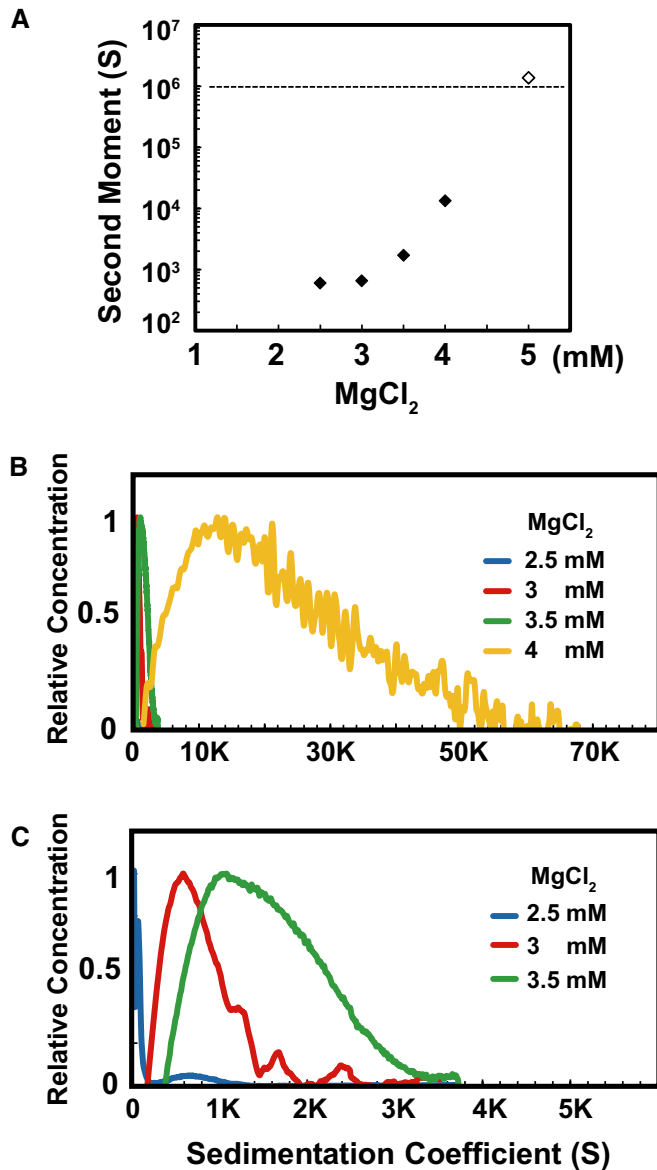 A
Second Moment (S)
10⁷
10⁶
10⁵
10⁴
10³
10²
1 2 3 4 5 (mM)
MgCl₂
B
Relative Concentration
1
0.5
0
MgCl₂
2.5 mM
3 mM
3.5 mM
4 mM
0 10K 30K 50K 70K
C
Relative Concentration
1
0.5
0
MgCl₂
2.5 mM
3 mM
3.5 mM
0 1K 2K 3K 4K 5K
Sedimentation Coefficient (S)